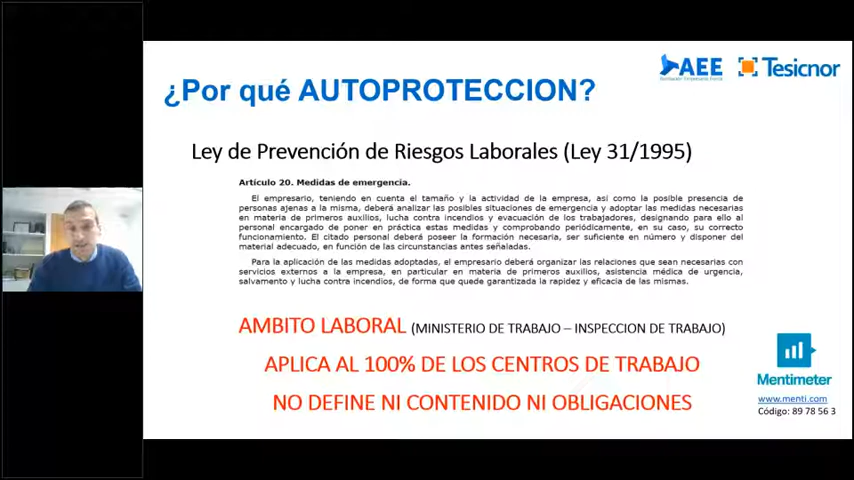 ¿Por qué AUTOPROTECCION?
AEE
Tesicnor
Ley de Prevención de Riesgos Laborales (Ley 31/1995)
Artículo 20. Medidas de emergencia.
El empresario, teniendo en cuenta el tamaño y la actividad de la empresa, así como la posible presencia de
personas ajenas a la misma, deberá analizar las posibles situaciones de emergencia y adoptar las medidas necesarias
en materia de primeros auxilios, lucha contra incendios y evacuación de los trabajadores, designando para ello al
personal encargado de poner en práctica estas medidas y comprobando periódicamente, en su caso, su correcto
funcionamiento. El citado personal deberá poseer la formación necesaria, ser suficiente en número y disponer del
material adecuado, en función de las circunstancias antes señaladas.
Para la aplicación de las medidas adoptadas, el empresario deberá organizar las relaciones que sean necesarias con
servicios externos a la empresa, en particular en materia de primeros auxilios, asistencia médica de urgencia,
salvamento y lucha contra incendios, de forma que quede garantizada la rapidez y eficacia de las mismas.
AMBITO LABORAL (MINISTERIO DE TRABAJO – INSPECCION DE TRABAJO)
APLICA AL 100% DE LOS CENTROS DE TRABAJO
NO DEFINE NI CONTENIDO NI OBLIGACIONES
Mentimeter
www.menti.com
Código: 89 78 56 3